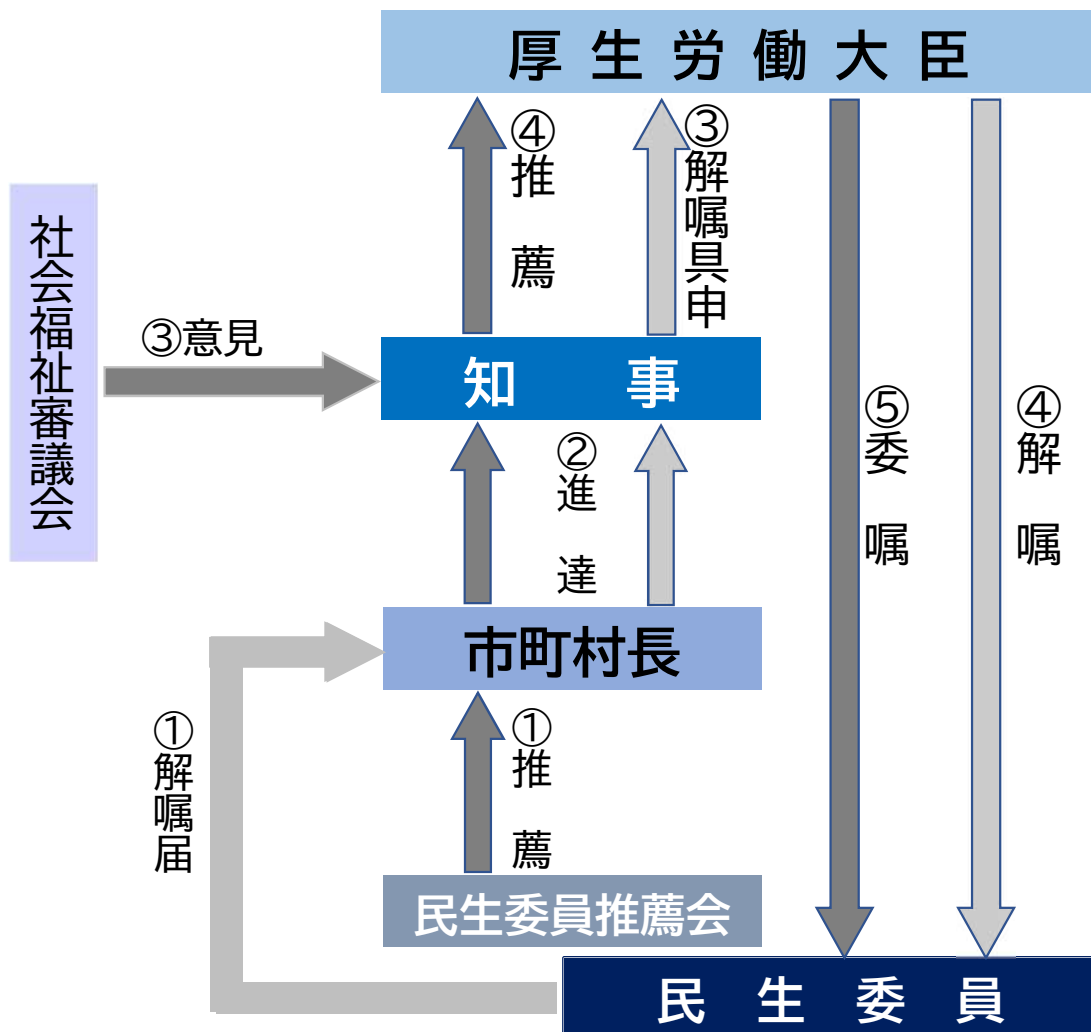 厚生労働大臣
④推薦
③解嘱具申
社会福祉審議会
③意見
知事
⑤委嘱
④解嘱
②進達
市町村長
①解嘱届
①推薦
民生委員推薦会
民生委員